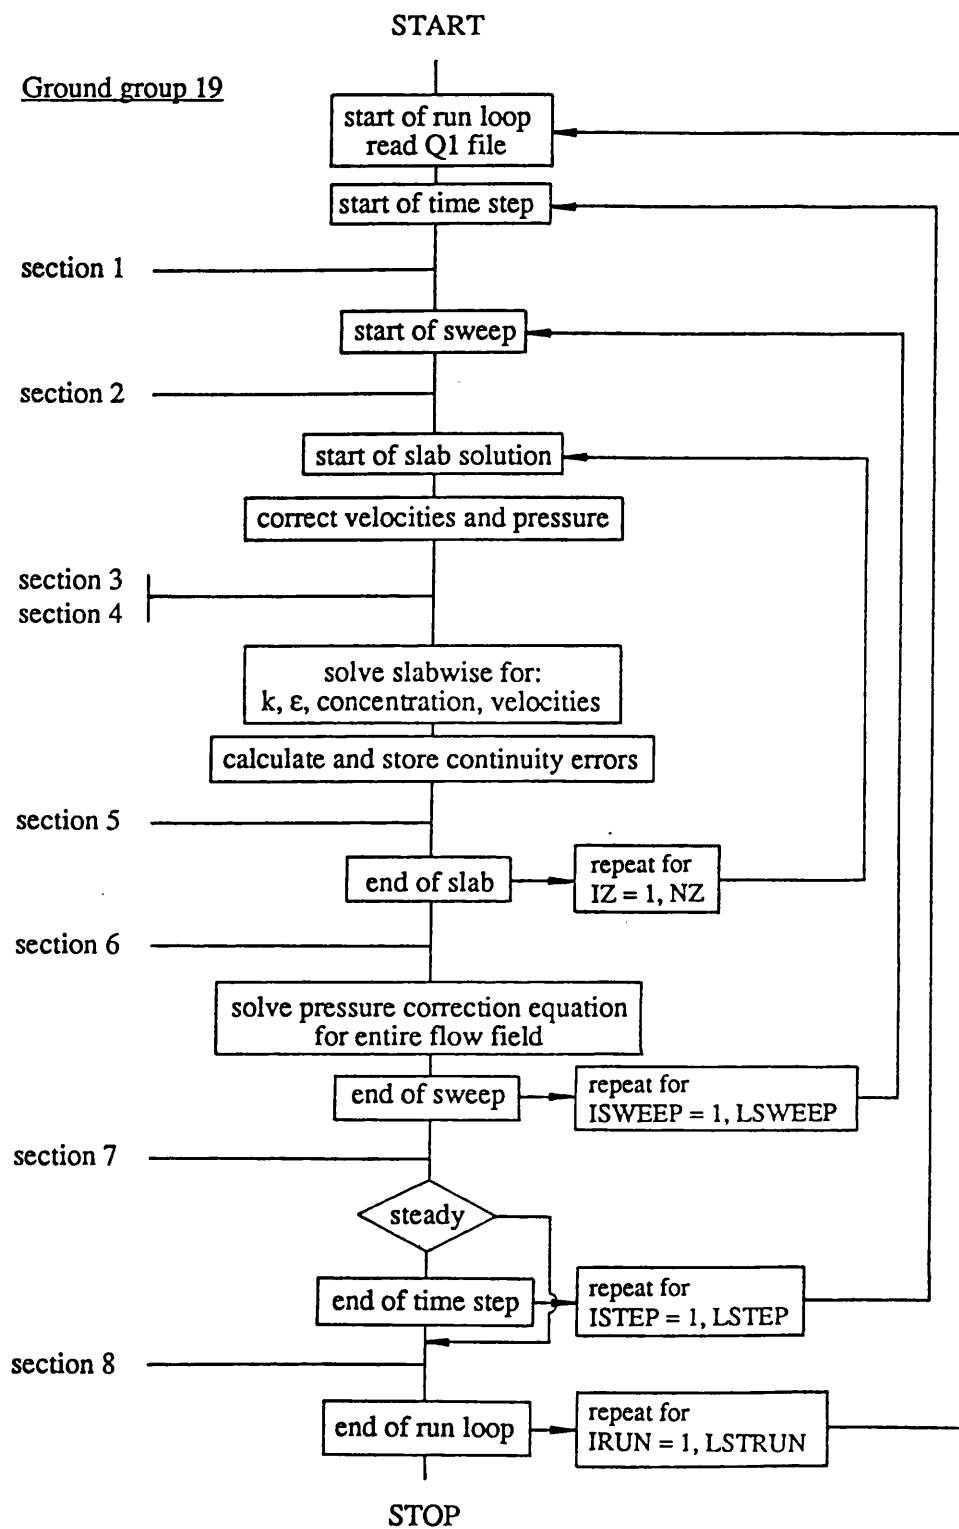 START
Ground group 19
start of run loop
read Q1 file
start of time step
section 1
start of sweep
section 2
start of slab solution
correct velocities and pressure
section 3
section 4
solve slabwise for:
k, ε, concentration, velocities
calculate and store continuity errors
section 5
end of slab
repeat for
IZ = 1, NZ
section 6
solve pressure correction equation
for entire flow field
end of sweep
repeat for
ISWEEP = 1, LSWEEP
section 7
steady
end of time step
repeat for
ISTEP = 1, LSTEP
section 8
end of run loop
repeat for
IRUN = 1, LSTRUN
STOP